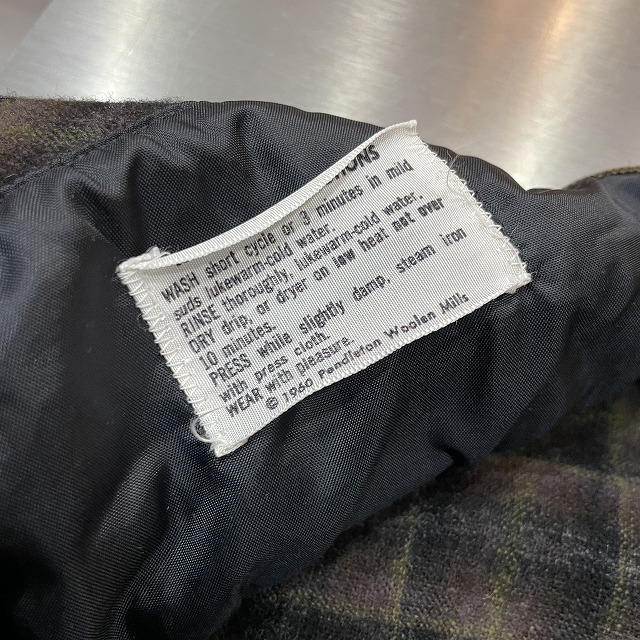 WASH short cycle or 3 minutes in mild
suds, lukewarm-cold water.
RINSE thoroughly, lukewarm-cold water.
DRY drip, or dryer on low heat not over
10 minutes.
PRESS while slightly damp, steam iron
with press cloth.
WEAR with pleasure.
© 1960 Pendleton Woolen Mills